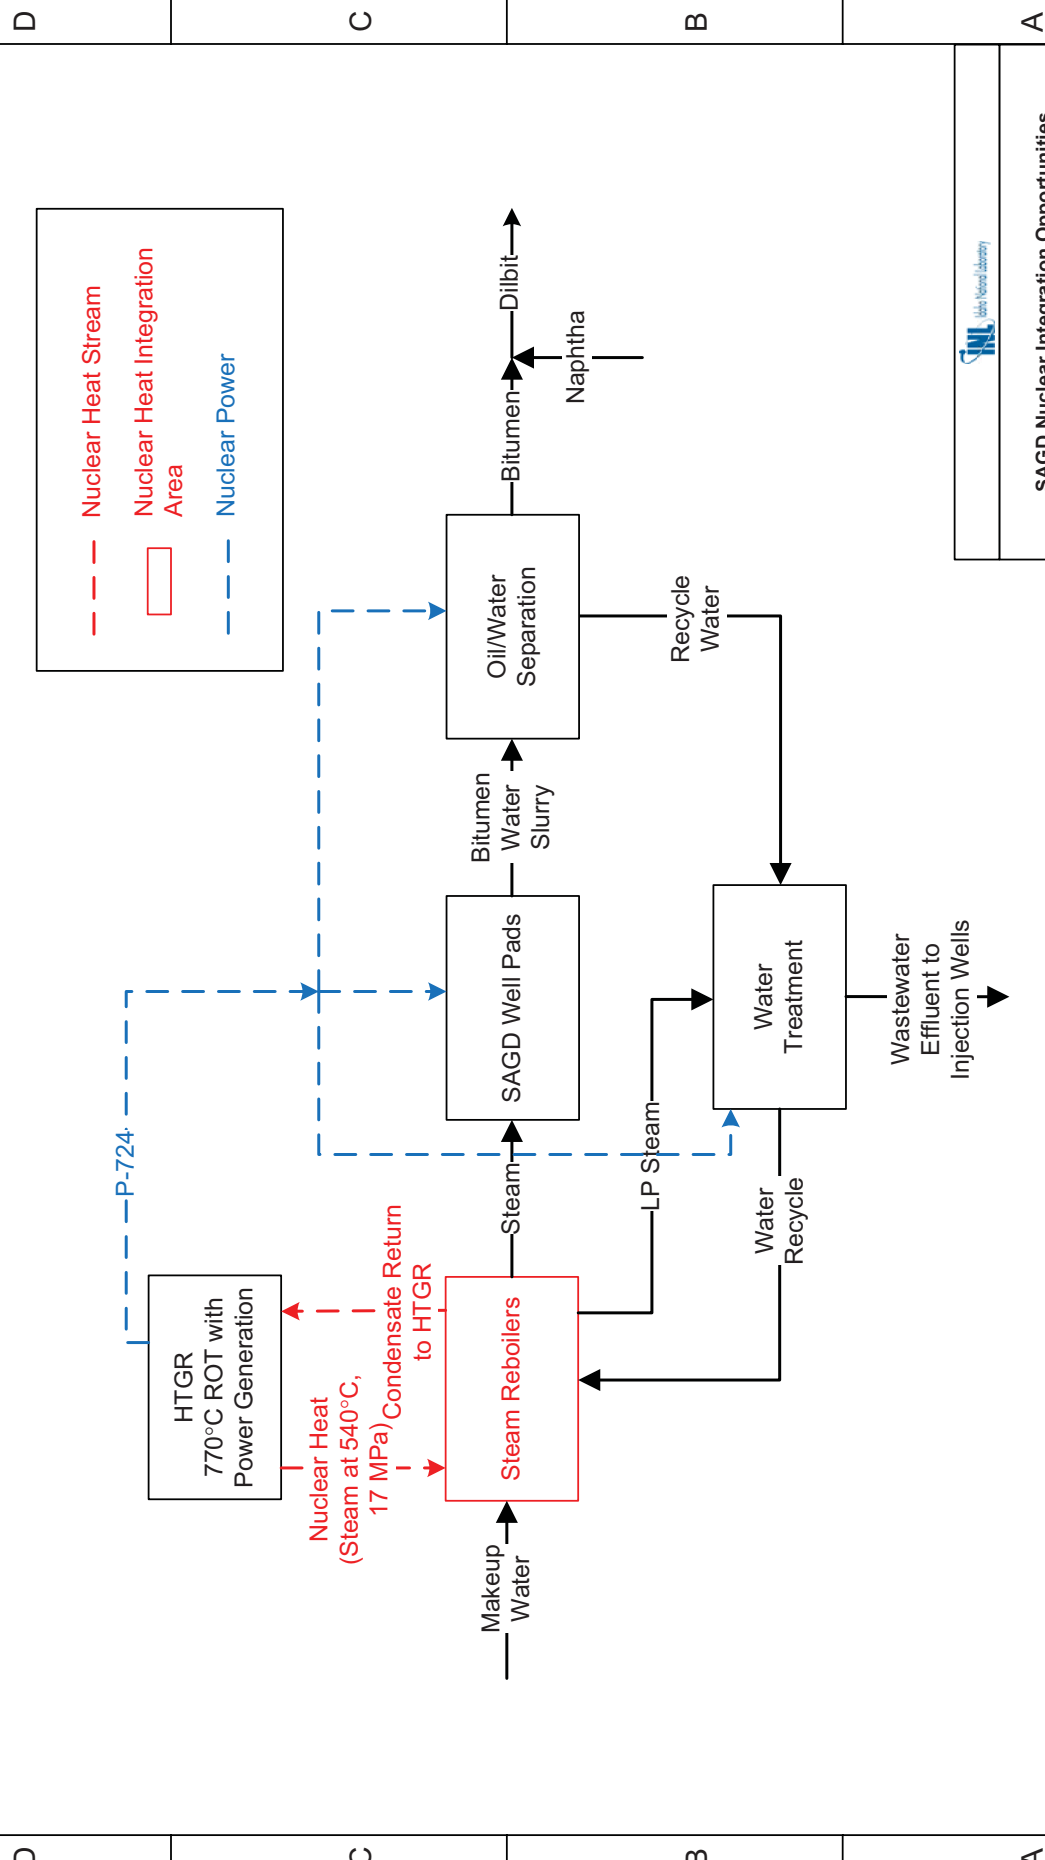 D
C
B
A
Nuclear Heat Stream
Nuclear Heat Integration
Area
Nuclear Power
P-724
HTGR
770°C ROT with
Power Generation
Nuclear Heat
(Steam at 540°C,
17 MPa)
Condensate Return
to HTGR
Makeup
Water
Steam Reboilers
Steam
SAGD Well Pads
Bitumen
Water
Slurry
Oil/Water
Separation
Bitumen
Dilbit
Naphtha
LP Steam
Recycle
Water
Water
Recycle
Water
Treatment
Wastewater
Effluent to
Injection Wells
INL Idaho National Laboratory
SAGD Nuclear Integration Opportunities
D
C
B
A